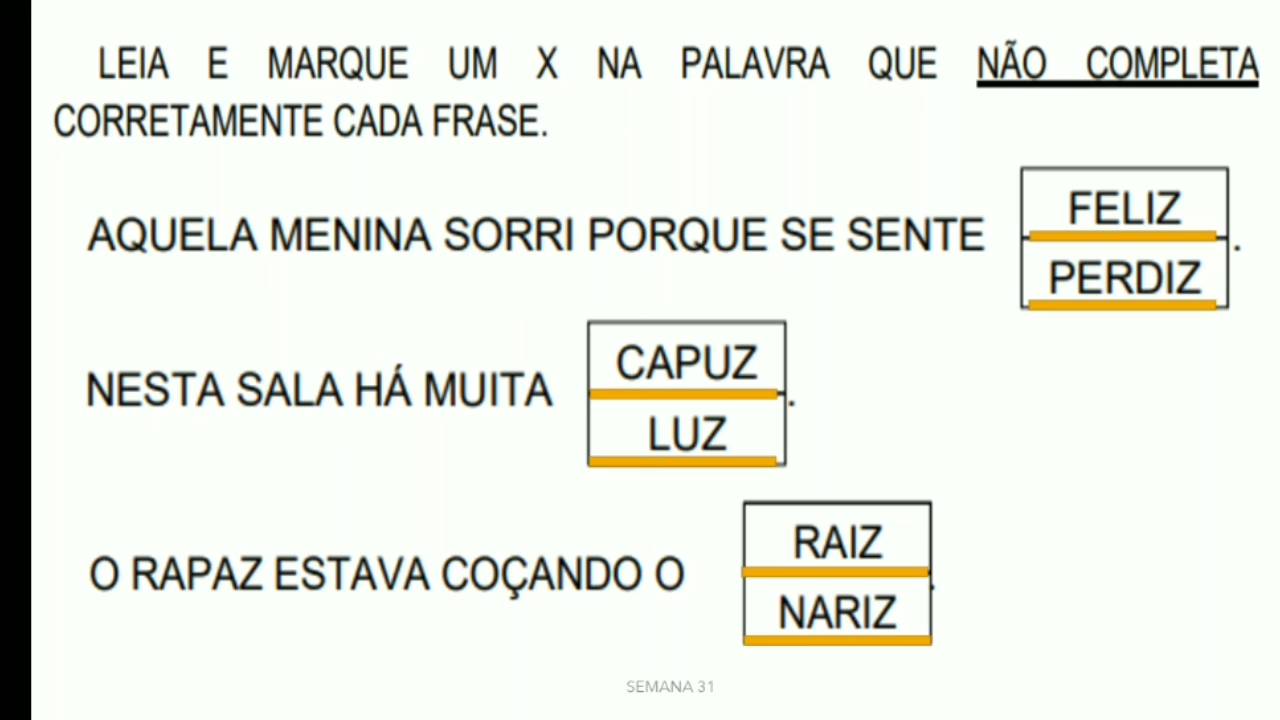 LEIA E MARQUE UM X NA PALAVRA QUE NÃO COMPLETA
CORRETAMENTE CADA FRASE.
AQUELA MENINA SORRI PORQUE SE SENTE
FELIZ
PERDIZ
.
NESTA SALA HÁ MUITA
CAPUZ
LUZ
.
O RAPAZ ESTAVA COÇANDO O
RAIZ
NARIZ
.
SEMANA 31